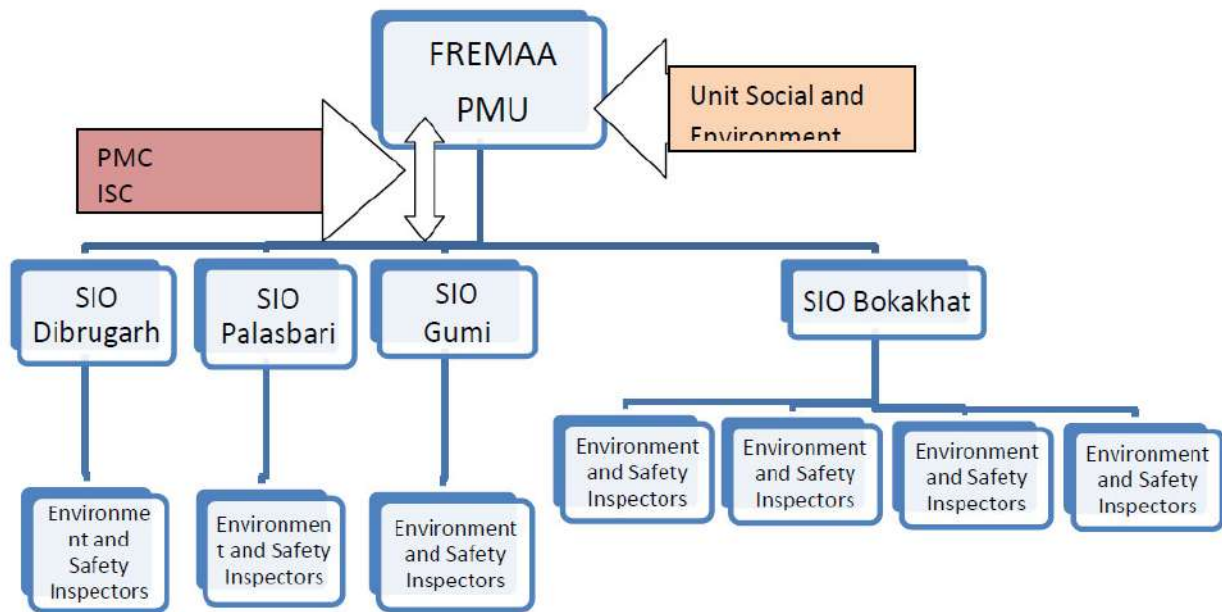 FREMAA
PMU
Unit Social and
Environment
PMC
ISC
SIO
Dibrugarh
SIO
Palasbari
SIO
Gumi
SIO Bokakhat
Environment
and Safety
Inspectors
Environment
and Safety
Inspectors
Environment
and Safety
Inspectors
Environment
and Safety
Inspectors
Environme
nt and
Safety
Inspectors
Environmen
t and Safety
Inspectors
Environment
and Safety
Inspectors